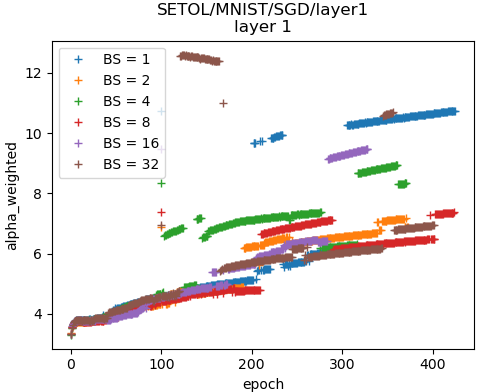 SETOL/MNIST/SGD/layer1
layer 1
12
10
8
6
4
alpha_weighted
BS = 1
BS = 2
BS = 4
BS = 8
BS = 16
BS = 32
0
100
200
300
400
epoch